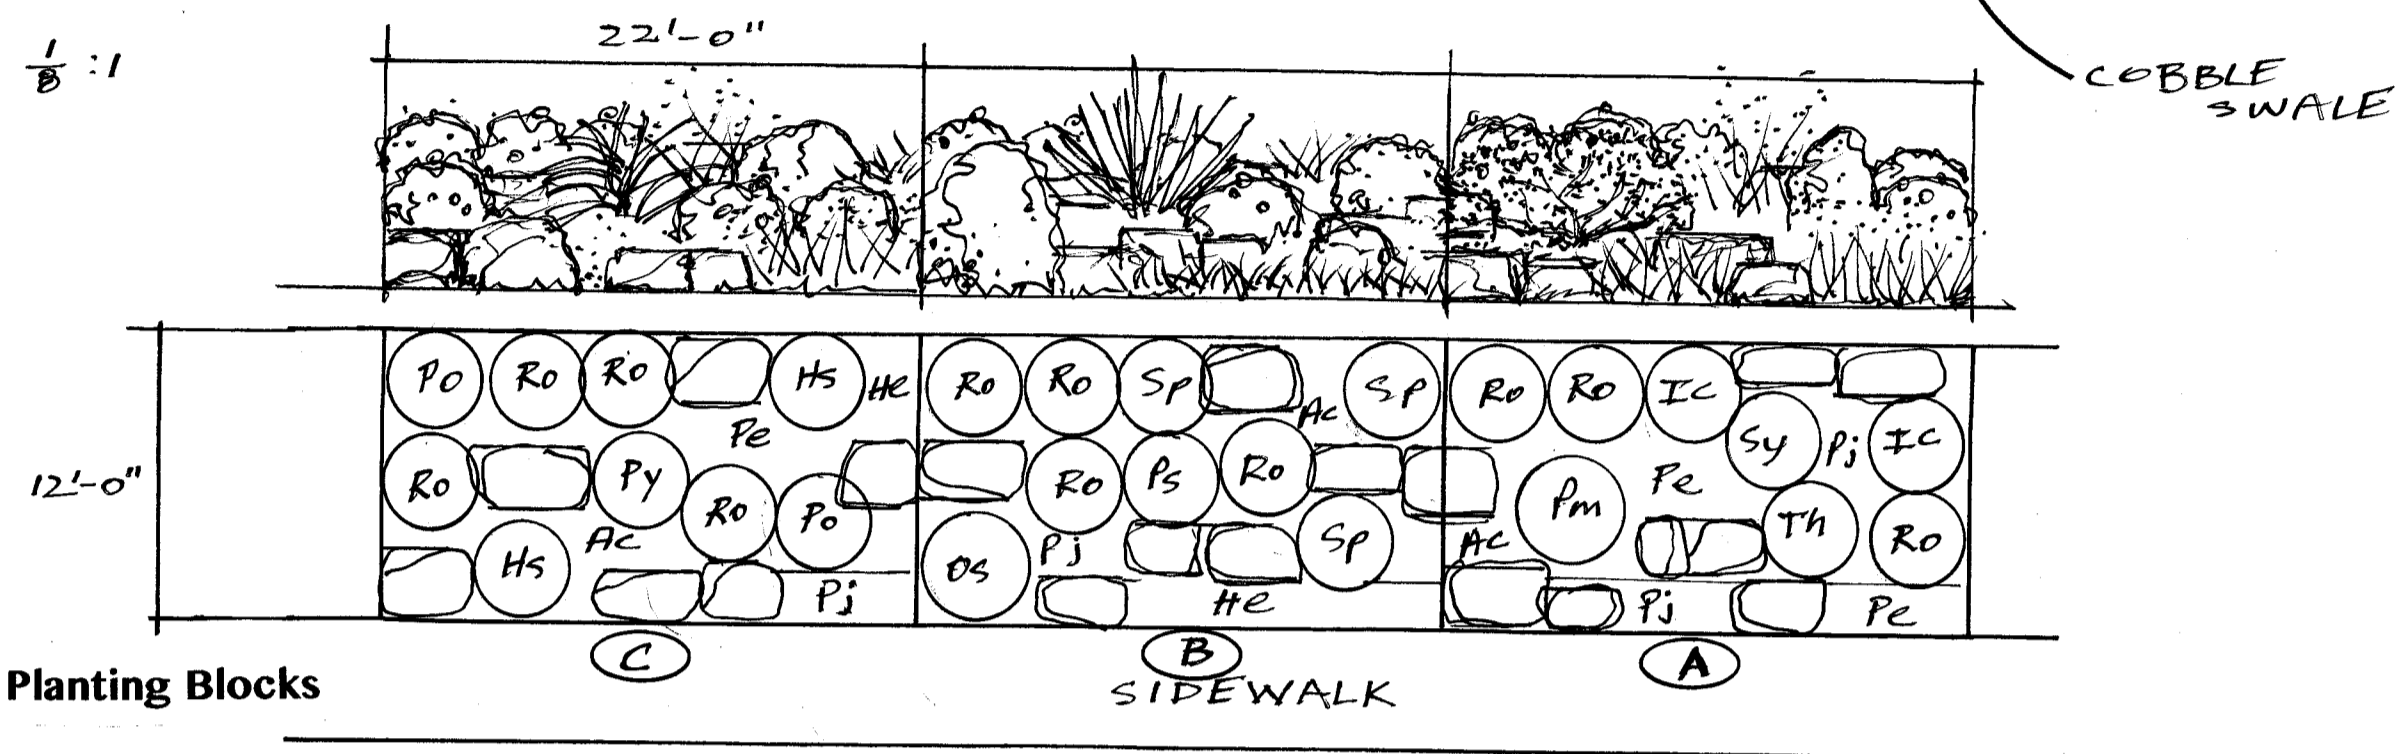 1/8 :1
22'-0"
COBBLE
SWALE
12'-0"
Po Ro Ro Hs He
Pe
Ro Py Ro Po
Hs Ac
Pj
Ro Ro Sp Ac Sp
Ro Ps Ro
Os Pj Sp
He
Ro Ro Ic
Sy Pj Ic
Pm Pe
Ac Th Ro
Pj Pe
C B A
Planting Blocks
SIDEWALK